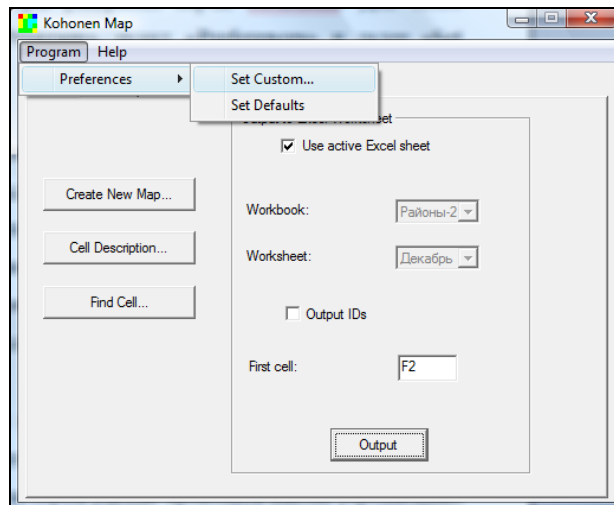 Kohonen Map
Program Help
Preferences
Set Custom...
Set Defaults
Use active Excel sheet
Create New Map...
Workbook: Районы-2
Cell Description...
Worksheet: Декабрь
Find Cell...
Output IDs
First cell: F2
Output